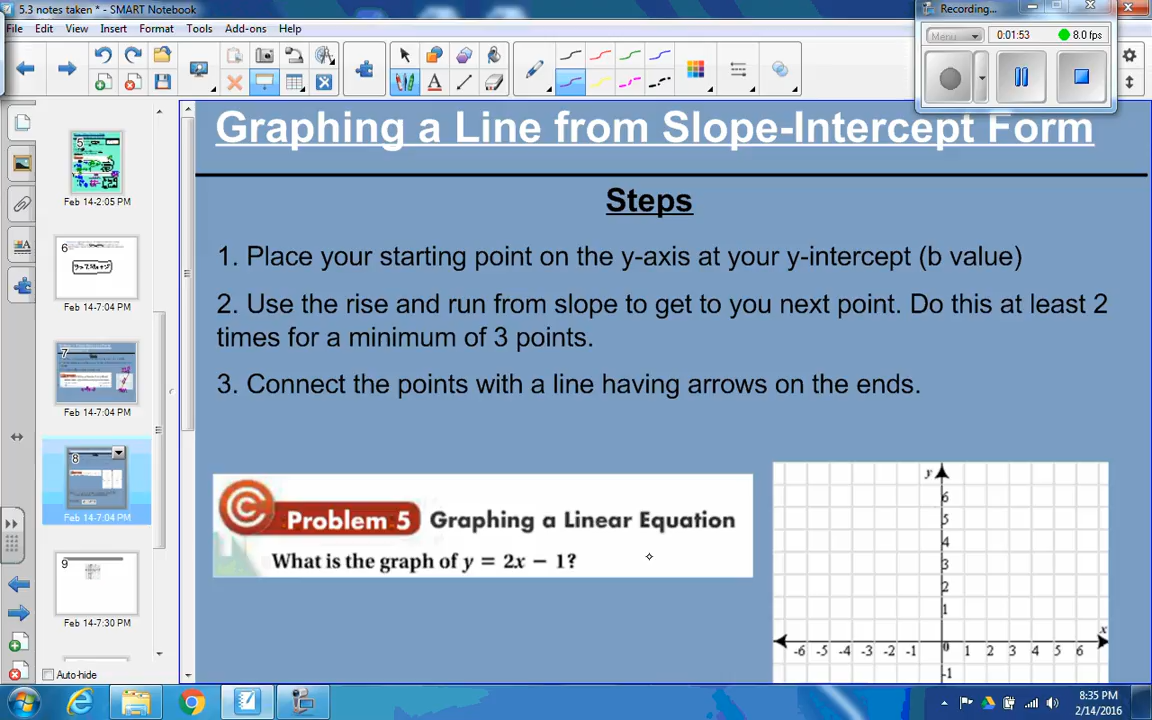 5.3 notes taken * - SMART Notebook
Recording...
File Edit View Insert Format Tools Add-ons Help
Menu
0:01:53
8.0 fps
Graphing a Line from Slope-Intercept Form
Steps
1. Place your starting point on the y-axis at your y-intercept (b value)
2. Use the rise and run from slope to get to you next point. Do this at least 2
times for a minimum of 3 points.
3. Connect the points with a line having arrows on the ends.
C
Problem 5 Graphing a Linear Equation
What is the graph of y = 2x − 1?
y
6
5
4
3
2
1
x
-6 -5 -4 -3 -2 -1 0 1 2 3 4 5 6
-1
5
Feb 14-2:05 PM
6
Feb 14-7:04 PM
7
Feb 14-7:04 PM
8
Feb 14-7:04 PM
9
Feb 14-7:30 PM
Auto-hide
8:35 PM
2/14/2016